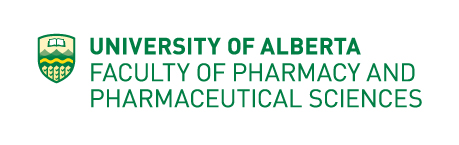 UNIVERSITY OF ALBERTA
FACULTY OF PHARMACY AND
PHARMACEUTICAL SCIENCES